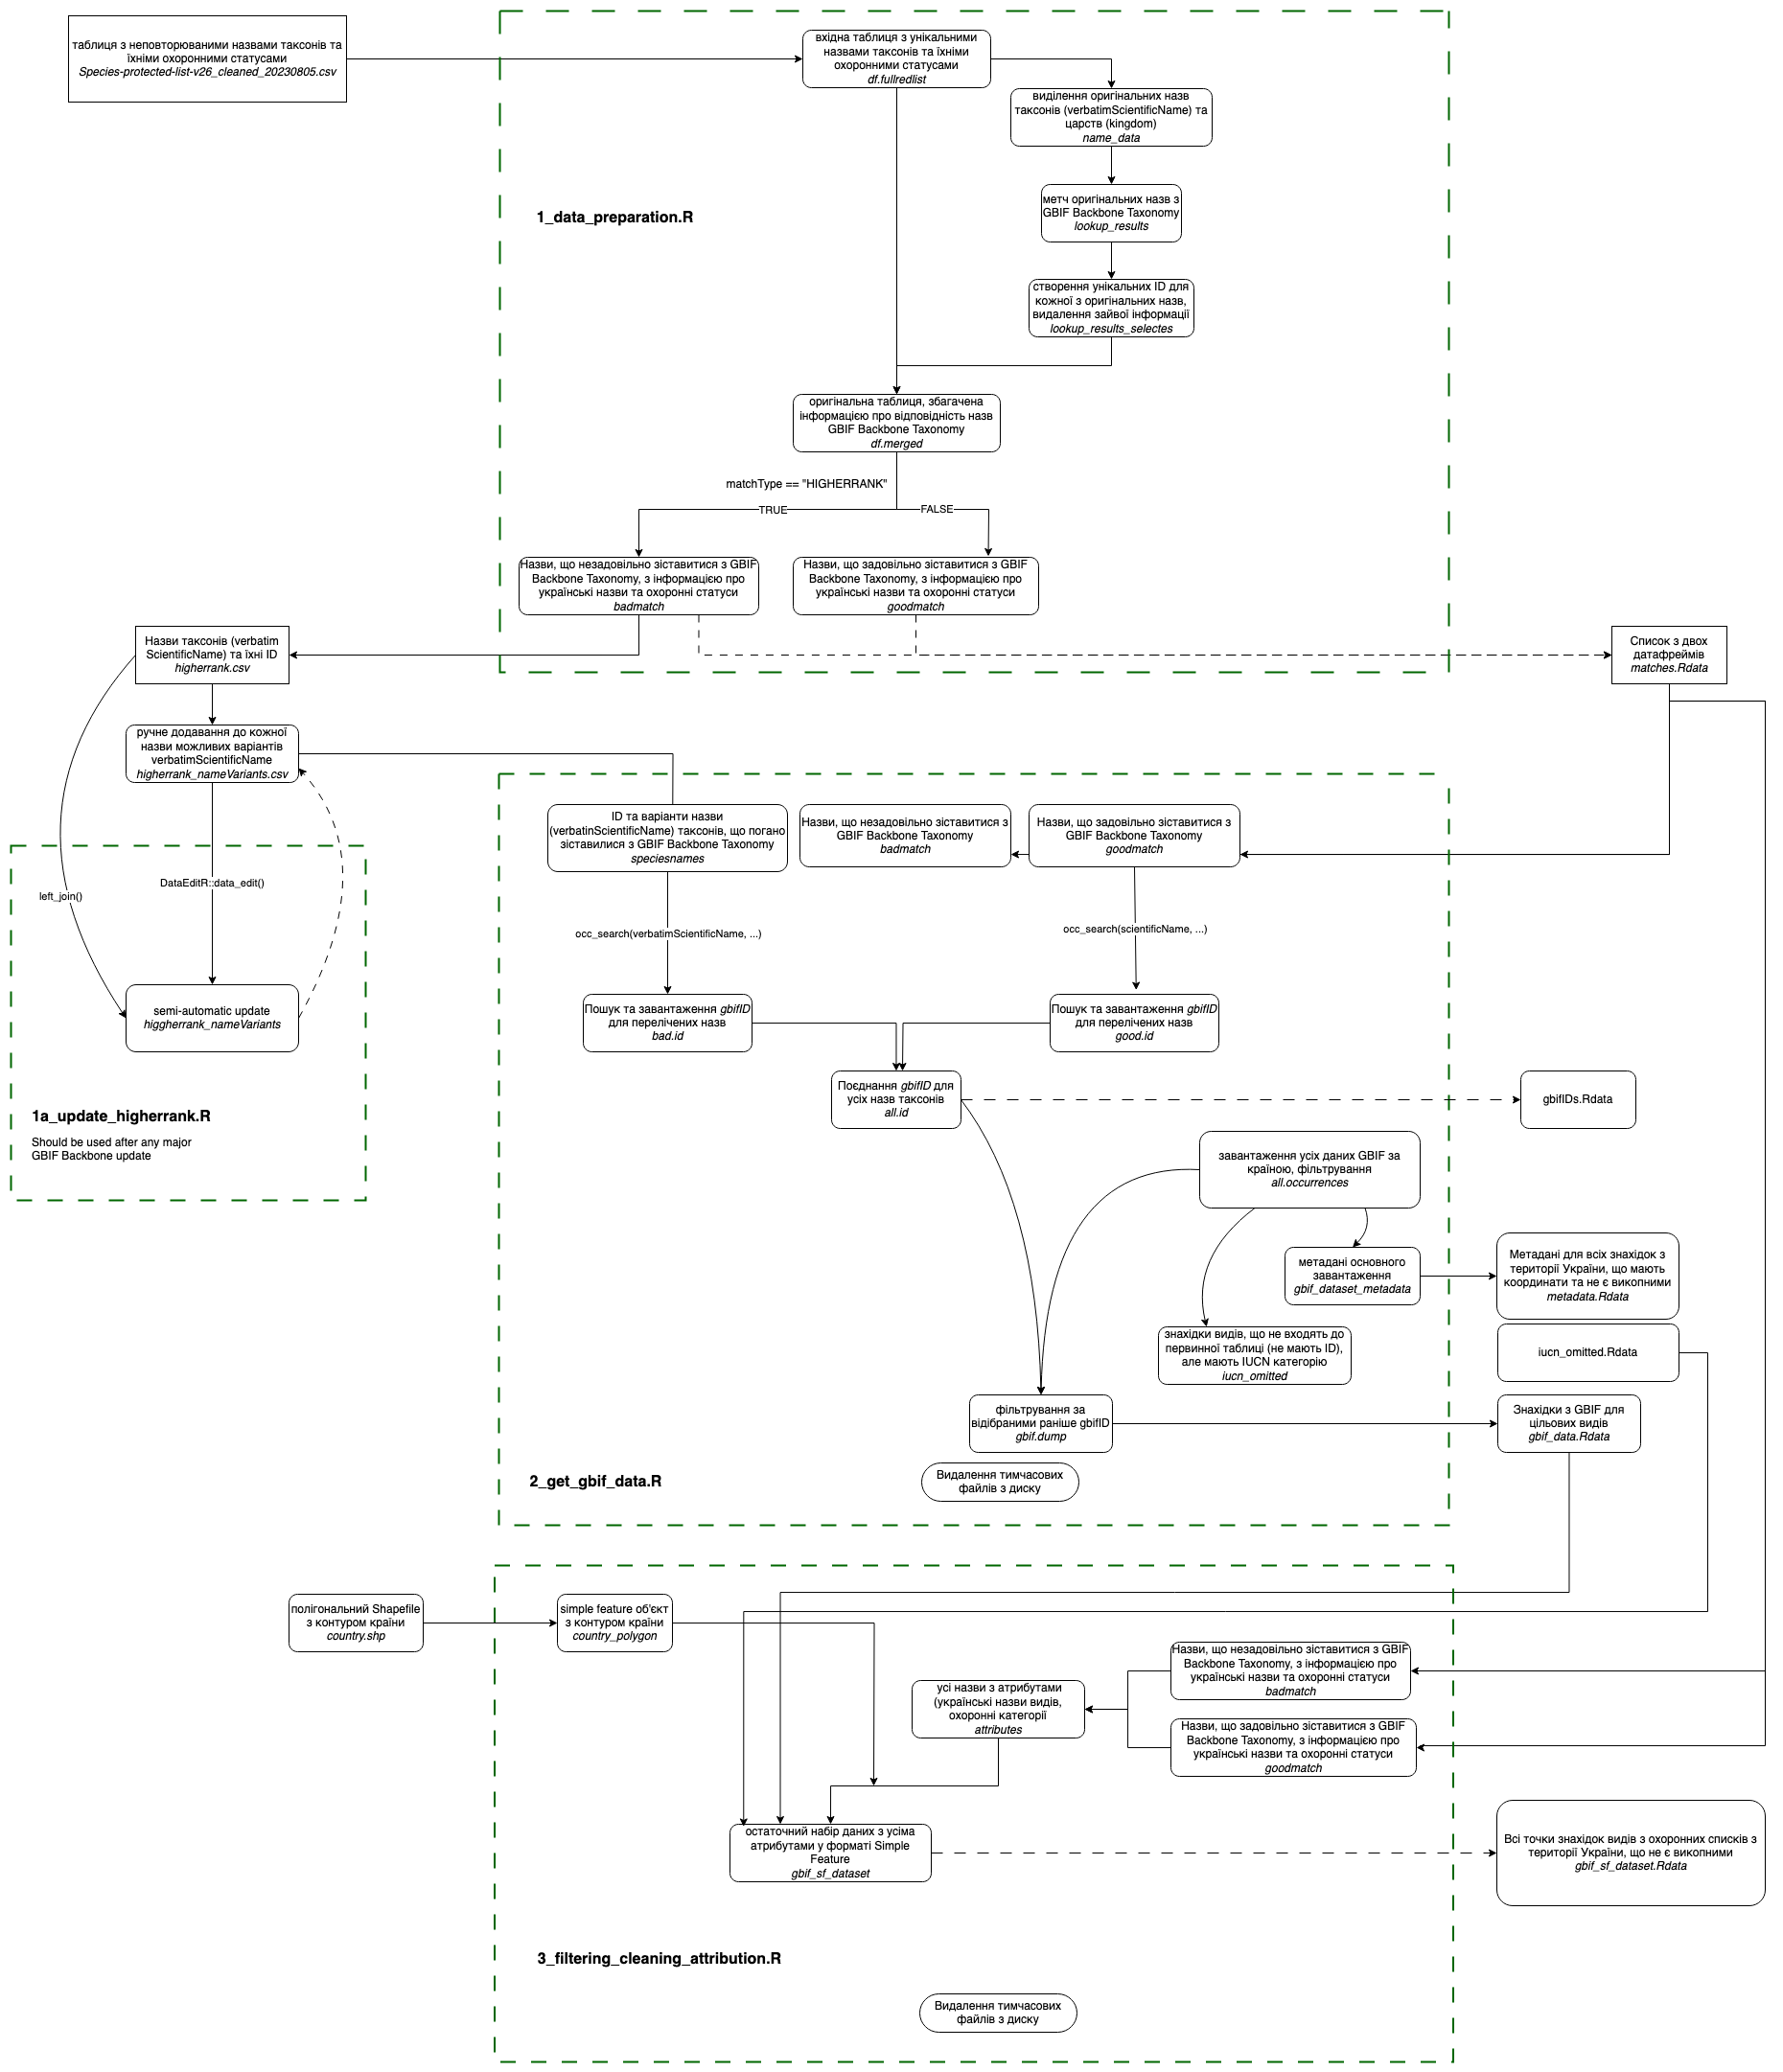 таблиця з неповторюваними назвами таксонів та
їхніми охоронними статусами
Species-protected-list-v26_cleaned_20230805.csv
вхідна таблиця з унікальними
назвами таксонів та їхніми
охоронними статусами
df.fullredlist
виділення оригінальних назв
таксонів (verbatimScientificName) та
царств (kingdom)
name_data
1_data_preparation.R
метч оригінальних назв з
GBIF Backbone Taxonomy
lookup_results
створення унікальних ID для
кожної з оригінальних назв,
видалення зайвої інформації
lookup_results_selectes
оригінальна таблиця, збагачена
інформацією про відповідність назв
GBIF Backbone Taxonomy
df.merged
matchType == "HIGHERRANK"
TRUE
FALSE
Назви, що незадовільно зіставитися з GBIF
Backbone Taxonomy, з інформацією про
українські назви та охоронні статуси
badmatch
Назви, що задовільно зіставитися з GBIF
Backbone Taxonomy, з інформацією про
українські назви та охоронні статуси
goodmatch
Назви таксонів (verbatim
ScientificName) та їхні ID
higherrank.csv
Список з двох
датафреймів
matches.Rdata
ручне додавання до кожної
назви можливих варіантів
verbatimScientificName
higherrank_nameVariants.csv
ID та варіанти назви
(verbatinScientificName) таксонів, що погано
зіставилися з GBIF Backbone Taxonomy
speciesnames
Назви, що незадовільно зіставитися з
GBIF Backbone Taxonomy
badmatch
Назви, що задовільно зіставитися з
GBIF Backbone Taxonomy
goodmatch
left_join()
DataEditR::data_edit()
occ_search(verbatimScientificName, ...)
occ_search(scientificName, ...)
semi-automatic update
higgherrank_nameVariants
Пошук та завантаження gbifID
для перелічених назв
bad.id
Пошук та завантаження gbifID
для перелічених назв
good.id
1a_update_higherrank.R
Should be used after any major
GBIF Backbone update
Поєднання gbifID для
усіх назв таксонів
all.id
gbifIDs.Rdata
завантаження усіх даних GBIF за
країною, фільтрування
all.occurrences
метадані основного
завантаження
gbif_dataset_metadata
Метадані для всіх знахідок з
території України, що мають
координати та не є викопними
metadata.Rdata
знахідки видів, що не входять до
первинної таблиці (не мають ID),
але мають IUCN категорію
iucn_omitted
iucn_omitted.Rdata
фільтрування за
відібраними раніше gbifID
gbif.dump
Знахідки з GBIF для
цільових видів
gbif_data.Rdata
2_get_gbif_data.R
Видалення тимчасових
файлів з диску
полігональний Shapefile
з контуром країни
country.shp
simple feature об'єкт
з контуром країни
country_polygon
Назви, що незадовільно зіставитися з GBIF
Backbone Taxonomy, з інформацією про
українські назви та охоронні статуси
badmatch
усі назви з атрибутами
(українські назви видів,
охоронні категорії
attributes
Назви, що задовільно зіставитися з GBIF
Backbone Taxonomy, з інформацією про
українські назви та охоронні статуси
goodmatch
остаточний набір даних з усіма
атрибутами у форматі Simple
Feature
gbif_sf_dataset
Всі точки знахідок видів з охоронних списків з
території України, що не є викопними
gbif_sf_dataset.Rdata
3_filtering_cleaning_attribution.R
Видалення тимчасових
файлів з диску